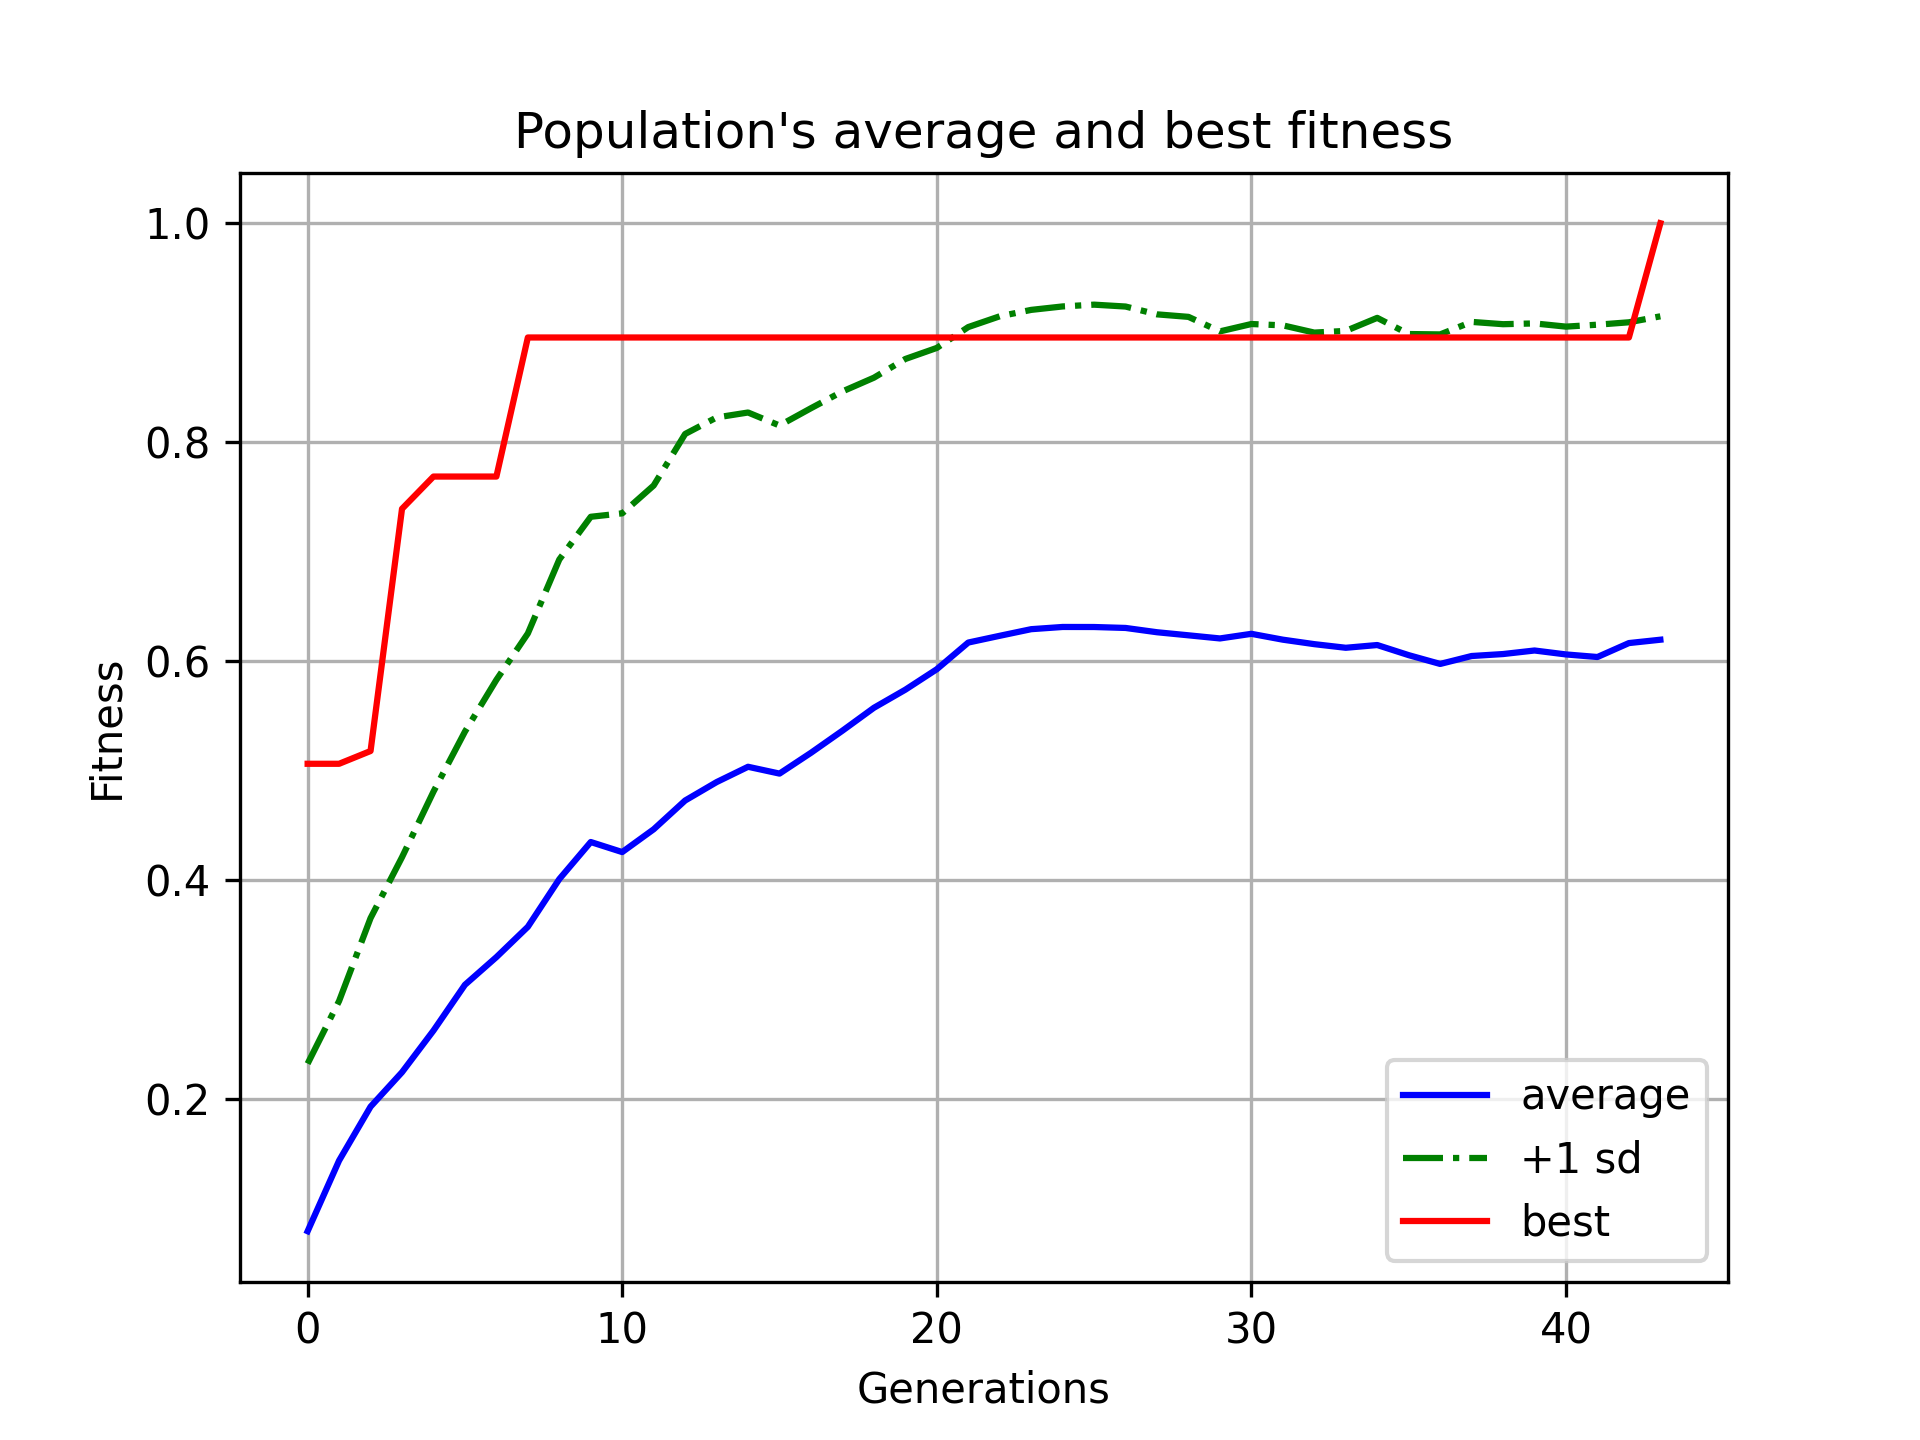 Population's average and best fitness
1.0
0.8
0.6
0.4
0.2
Fitness
0
10
20
30
40
Generations
average
+1 sd
best